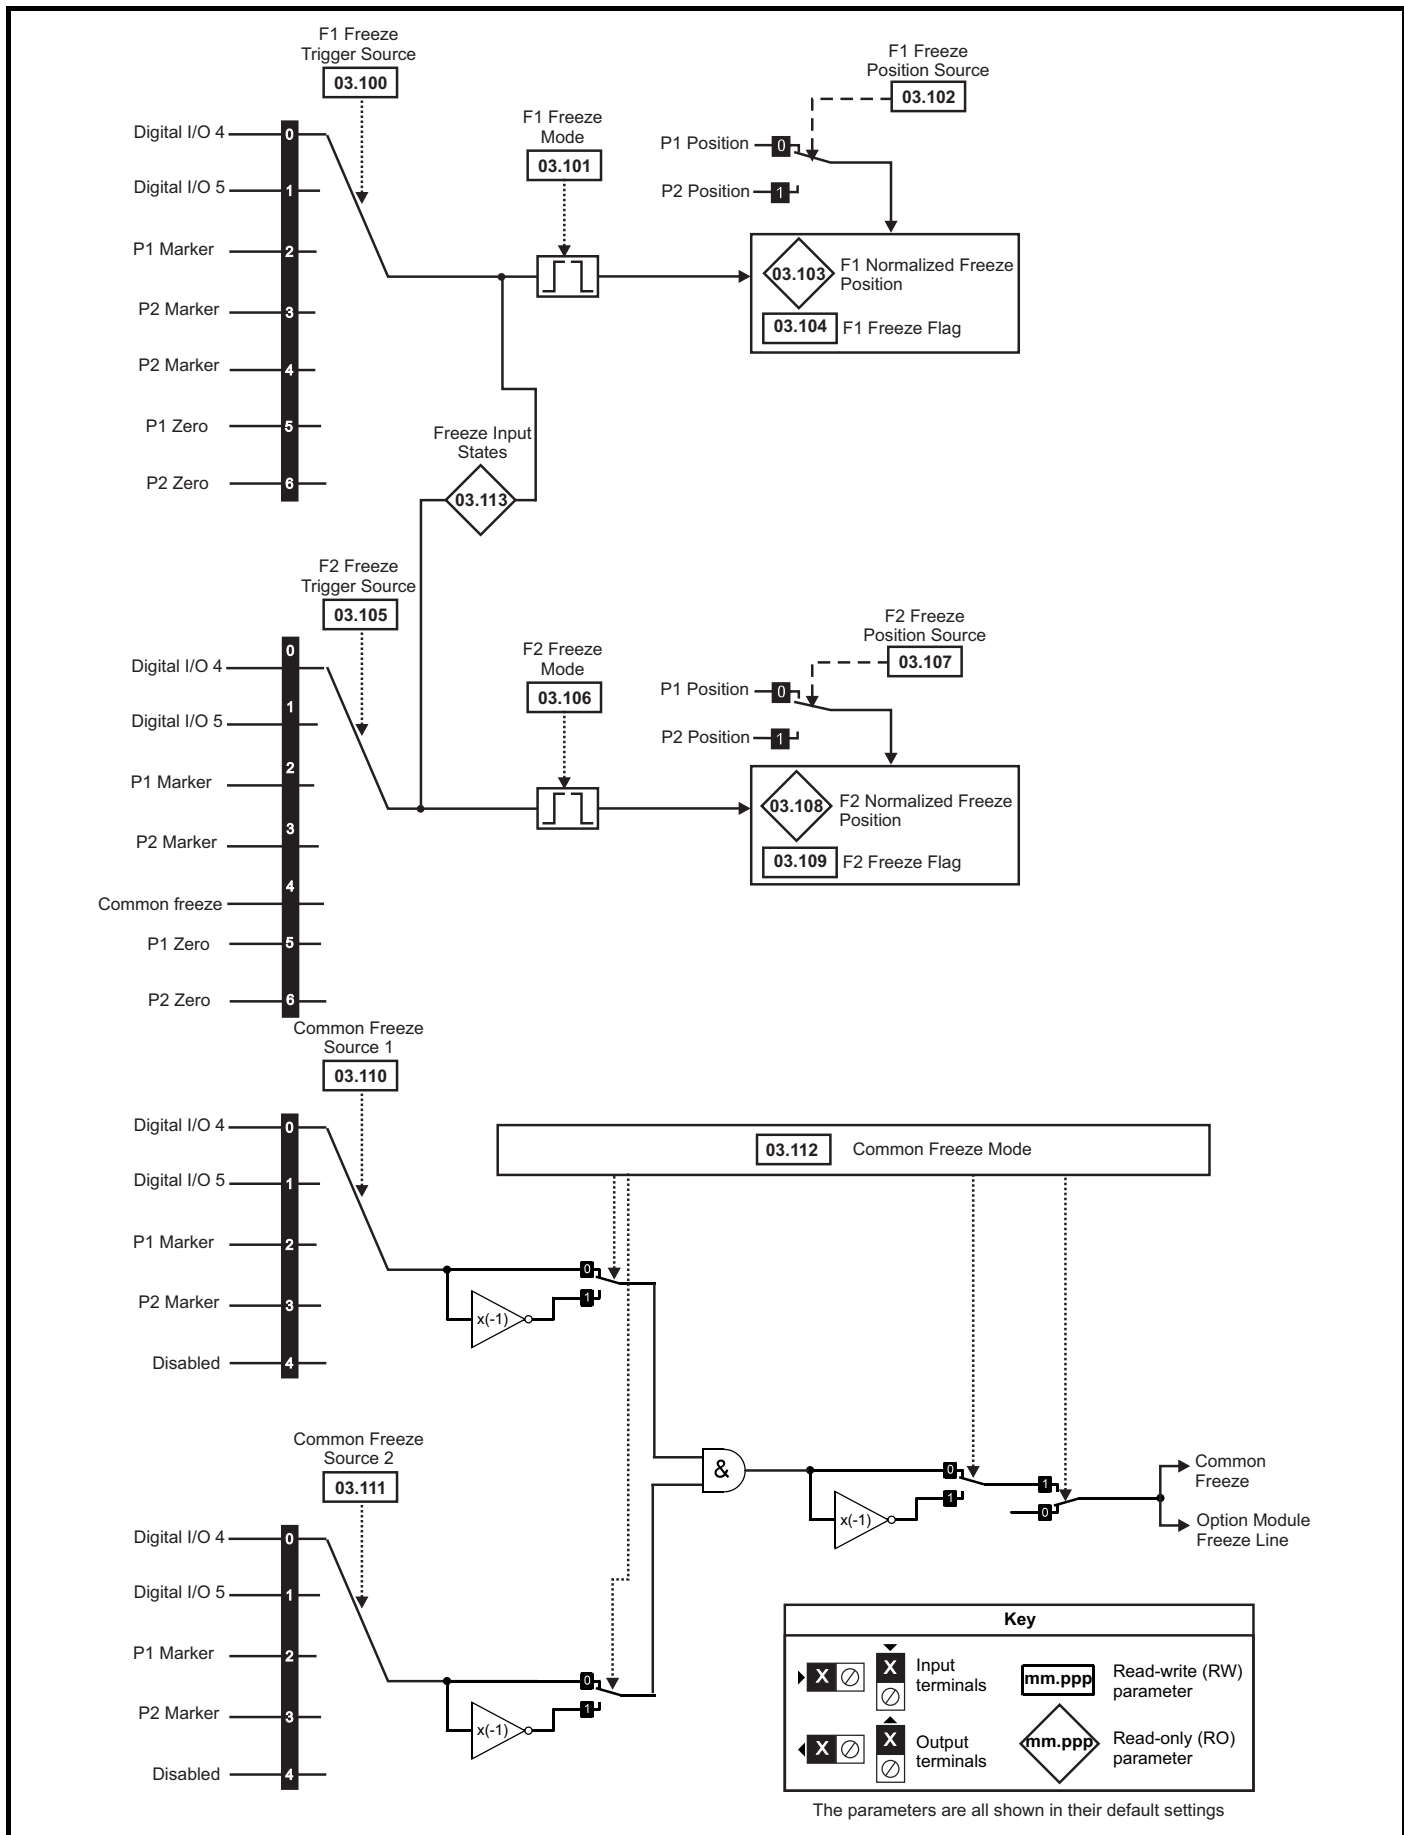 F1 Freeze
Trigger Source
03.100
Digital I/O 4
0
Digital I/O 5
1
P1 Marker
2
P2 Marker
3
P2 Marker
4
P1 Zero
5
P2 Zero
6
F1 Freeze
Mode
03.101
F1 Freeze
Position Source
03.102
P1 Position
0
P2 Position
1
03.103
F1 Normalized Freeze
Position
03.104
F1 Freeze Flag
Freeze Input
States
03.113
F2 Freeze
Trigger Source
03.105
0
Digital I/O 4
1
Digital I/O 5
2
P1 Marker
3
P2 Marker
4
Common freeze
P1 Zero
5
P2 Zero
6
F2 Freeze
Mode
03.106
F2 Freeze
Position Source
03.107
P1 Position
0
P2 Position
1
03.108
F2 Normalized Freeze
Position
03.109
F2 Freeze Flag
Common Freeze
Source 1
03.110
Digital I/O 4
0
Digital I/O 5
1
P1 Marker
2
P2 Marker
3
Disabled
4
03.112
Common Freeze Mode
0
1
x(-1)
Common Freeze
Source 2
03.111
Digital I/O 4
0
Digital I/O 5
1
P1 Marker
2
P2 Marker
3
Disabled
4
0
1
x(-1)
&
0
1
x(-1)
1
0
Common
Freeze
Option Module
Freeze Line
Key
X
X
Input
terminals
mm.ppp
Read-write (RW)
parameter
X
X
Output
terminals
mm.ppp
Read-only (RO)
parameter
The parameters are all shown in their default settings